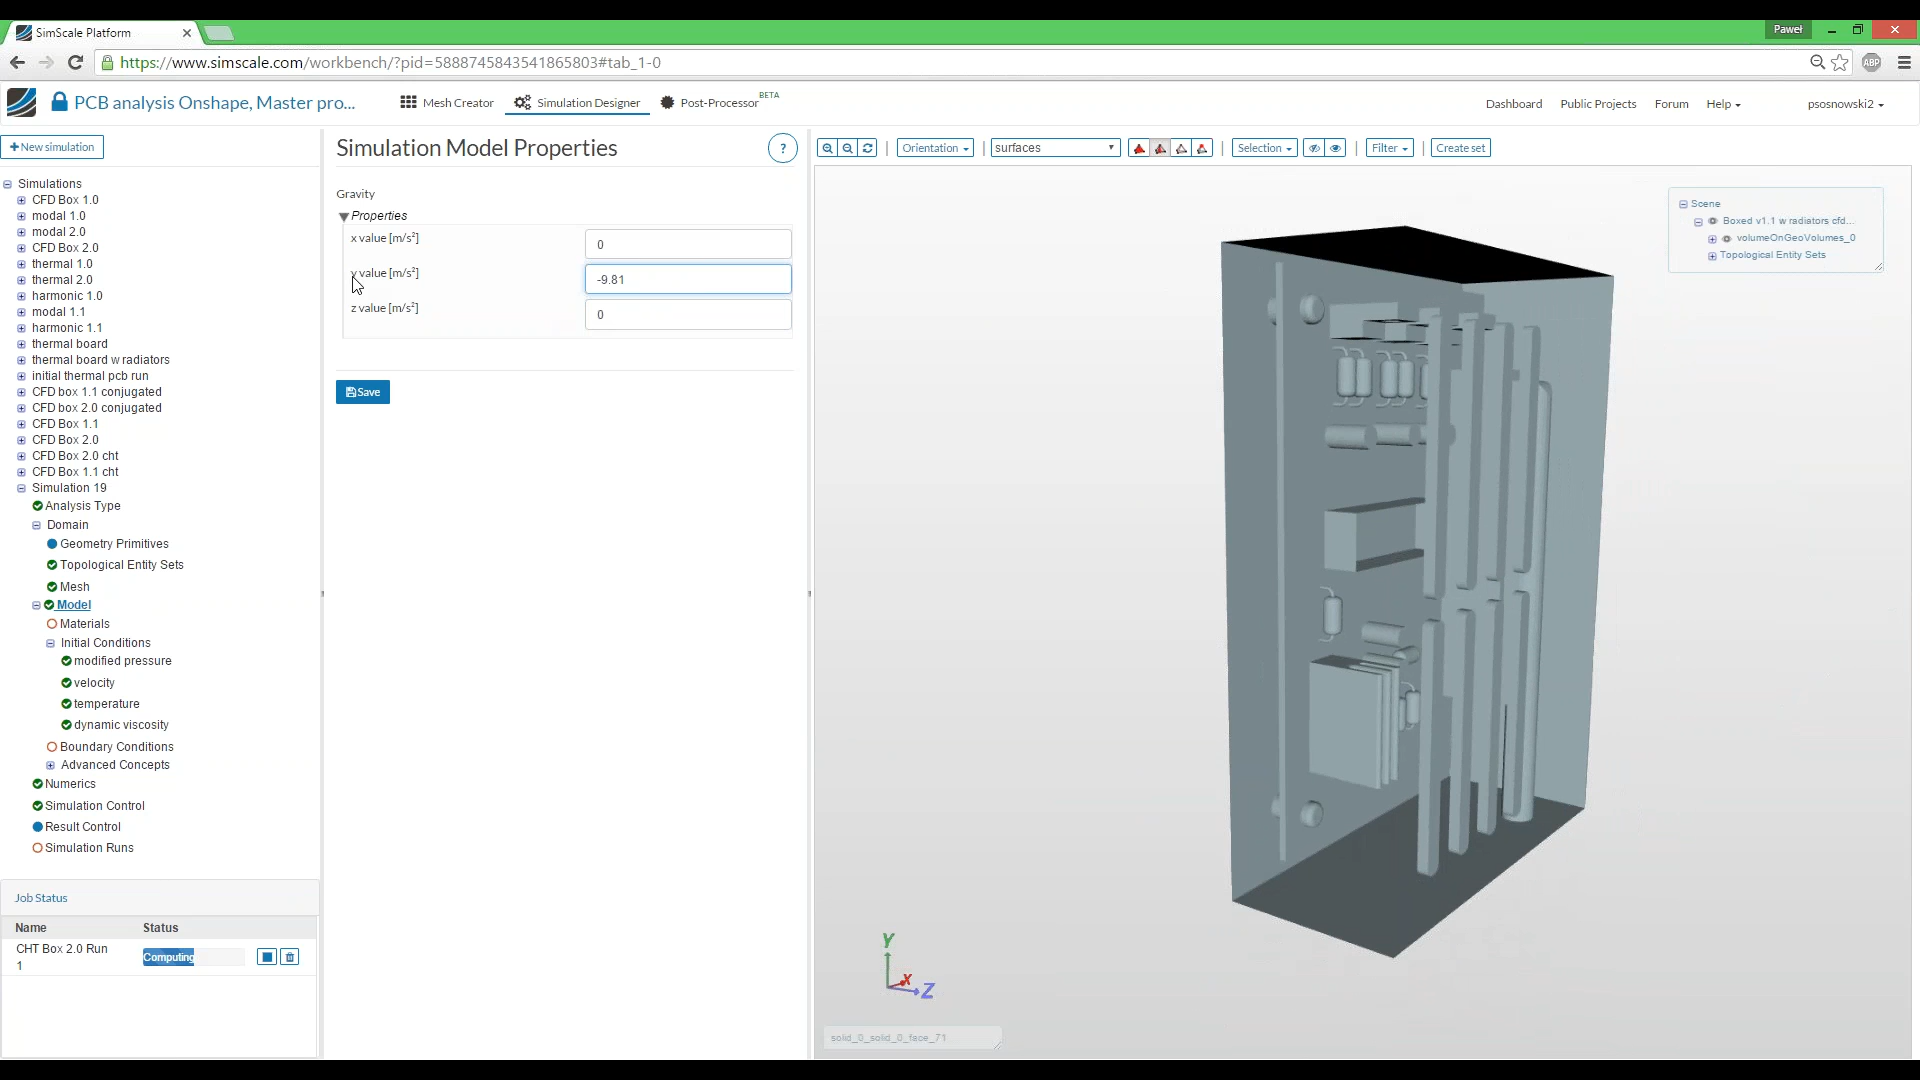 SimScale Platform
Paweł
https://www.simscale.com/workbench/?pid=5888745843541865803#tab_1-0
ABP
PCB analysis Onshape, Master pro...
Mesh Creator
Simulation Designer
Post-Processor
BETA
Dashboard
Public Projects
Forum
Help
psosnowski2
New simulation
Simulations
CFD Box 1.0
modal 1.0
modal 2.0
CFD Box 2.0
thermal 1.0
thermal 2.0
harmonic 1.0
modal 1.1
harmonic 1.1
thermal board
thermal board w radiators
initial thermal pcb run
CFD box 1.1 conjugated
CFD box 2.0 conjugated
CFD Box 1.1
CFD Box 2.0
CFD Box 2.0 cht
CFD Box 1.1 cht
Simulation 19
Analysis Type
Domain
Geometry Primitives
Topological Entity Sets
Mesh
Model
Materials
Initial Conditions
modified pressure
velocity
temperature
dynamic viscosity
Boundary Conditions
Advanced Concepts
Numerics
Simulation Control
Result Control
Simulation Runs
Job Status
Name Status
CHT Box 2.0 Run
1
Computing
Simulation Model Properties
?
Gravity
Properties
x value [m/s²] 0
y value [m/s²] -9.81
z value [m/s²] 0
Save
Orientation
surfaces
Selection
Filter
Create set
Scene
Boxed v1.1 w radiators cfd...
volumeOnGeoVolumes_0
Topological Entity Sets
Y
X
Z
solid_0_solid_0_face_71